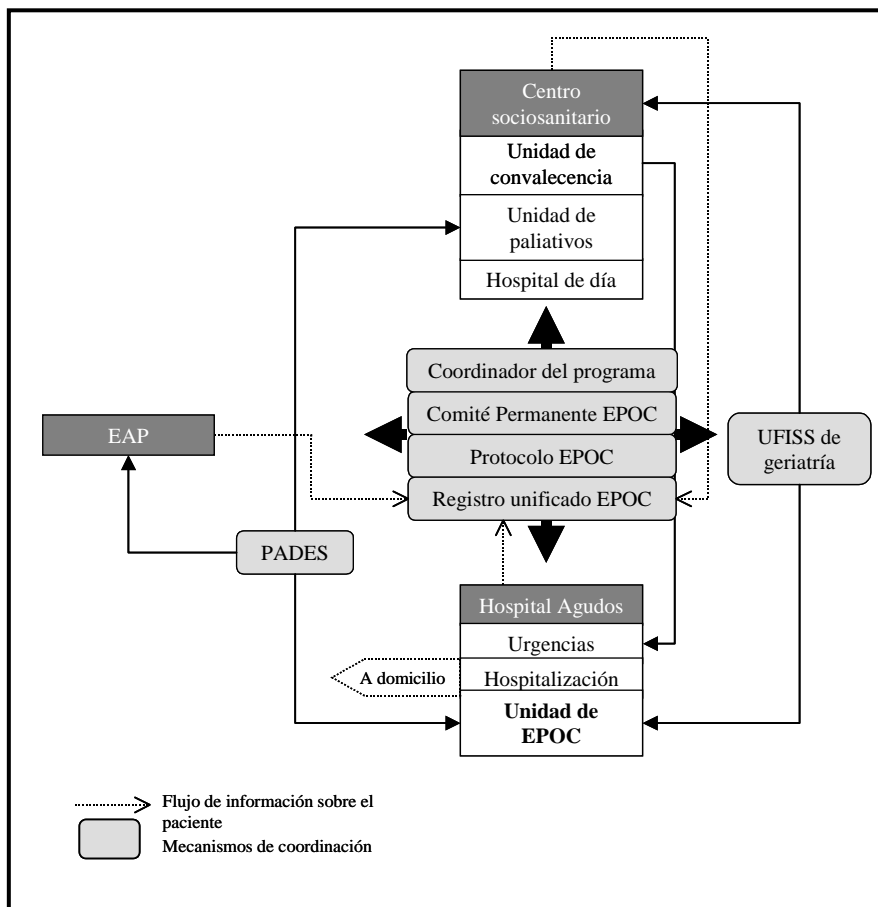 Centro
sociosanitario
Unidad de
convalecencia
Unidad de
paliativos
Hospital de día
Coordinador del programa
Comité Permanente EPOC
Protocolo EPOC
Registro unificado EPOC
EAP
UFISS de
geriatría
PADES
Hospital Agudos
Urgencias
A domicilio
Hospitalización
Unidad de
EPOC
Flujo de información sobre el
paciente
Mecanismos de coordinación